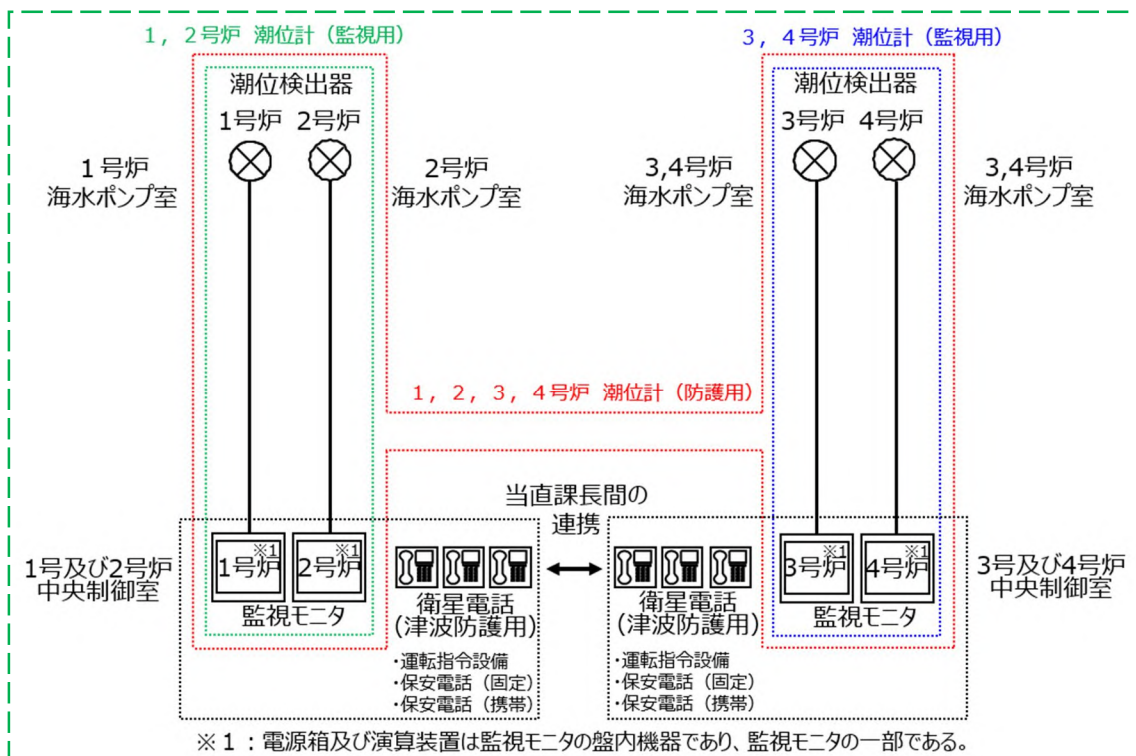 1，2号炉 潮位計（監視用）
3，4号炉 潮位計（監視用）
潮位検出器
1号炉 2号炉
潮位検出器
3号炉 4号炉
1号炉
海水ポンプ室
2号炉
海水ポンプ室
3,4号炉
海水ポンプ室
3,4号炉
海水ポンプ室
1，2，3，4号炉 潮位計（防護用）
当直課長間の
連携
1号及び2号炉
中央制御室
※1
1号炉
※1
2号炉
監視モニタ
衛星電話
(津波防護用)
・運転指令設備
・保安電話（固定）
・保安電話（携帯）
衛星電話
(津波防護用)
・運転指令設備
・保安電話（固定）
・保安電話（携帯）
※1
3号炉
※1
4号炉
監視モニタ
3号及び4号炉
中央制御室
※1：電源箱及び演算装置は監視モニタの盤内機器であり、監視モニタの一部である。